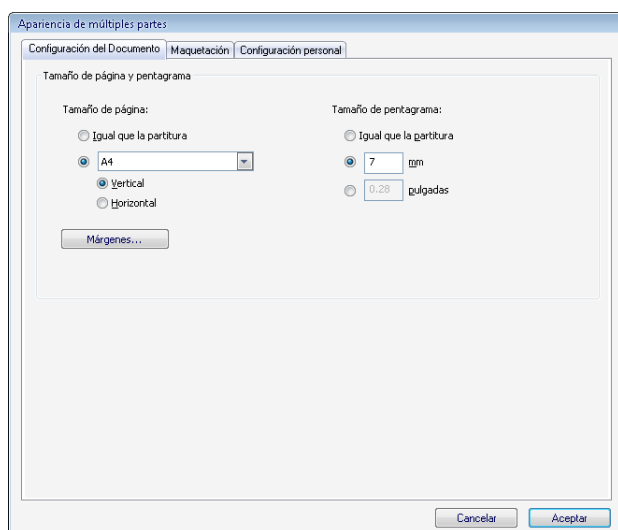 Apariencia de múltiples partes
Configuración del Documento Maquetación Configuración personal
Tamaño de página y pentagrama
Tamaño de página: Tamaño de pentagrama:
Igual que la partitura Igual que la partitura
A4 7 mm
Vertical 0.28 pulgadas
Horizontal
Márgenes...
Cancelar Aceptar